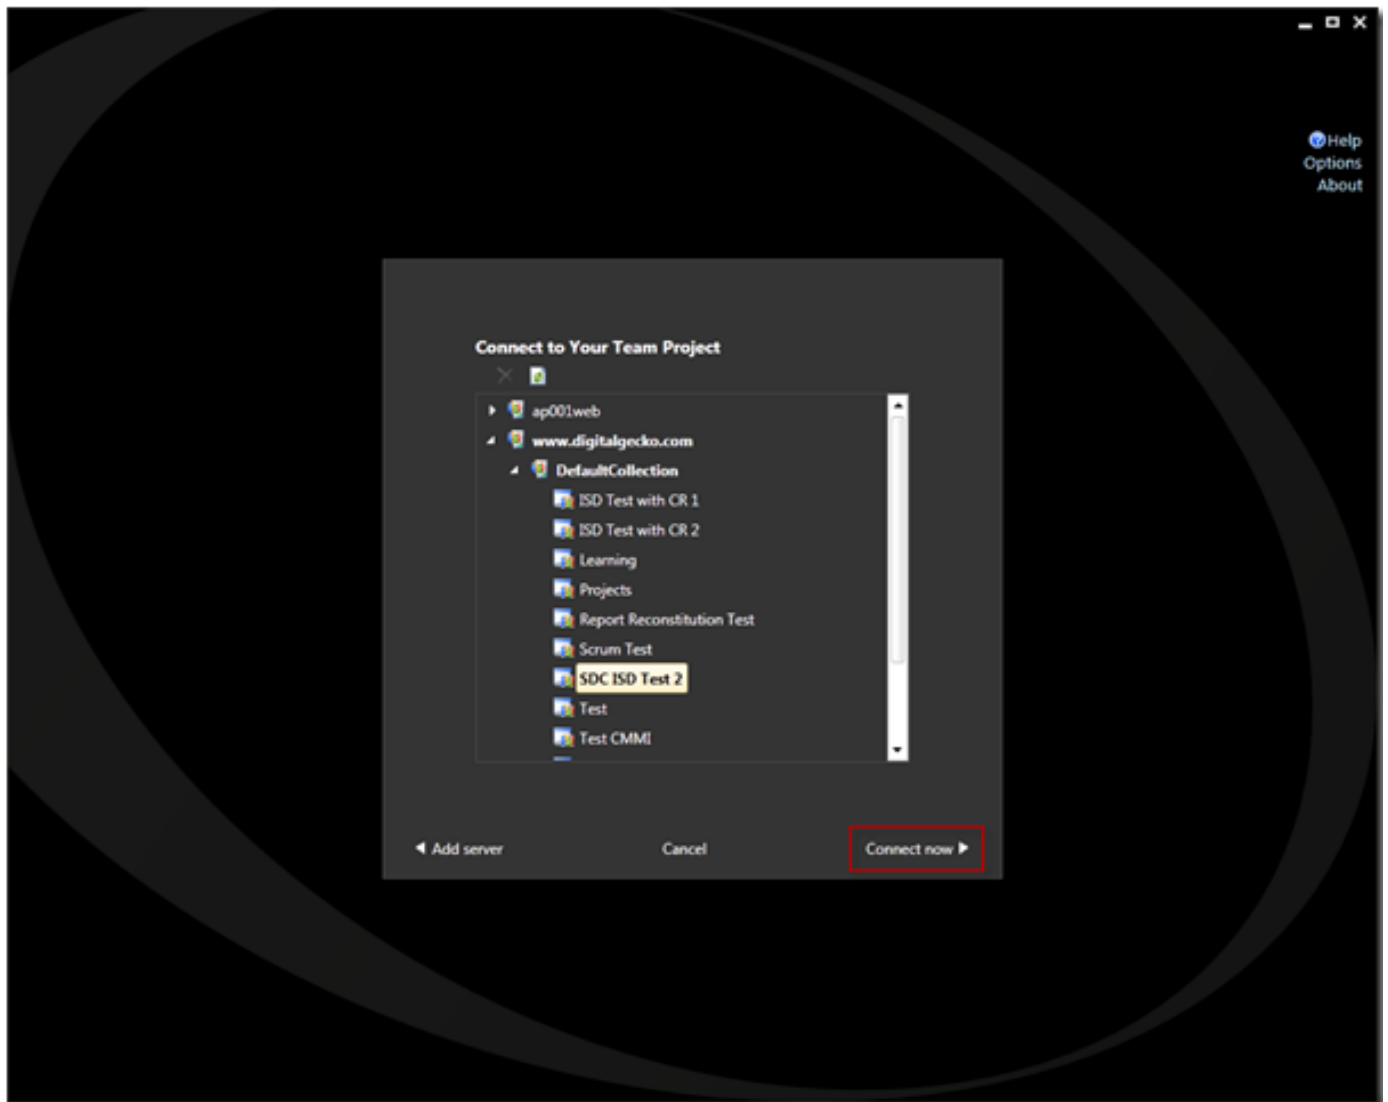 Help
Options
About
Connect to Your Team Project
ap001web
www.digitalgecko.com
DefaultCollection
ISD Test with CR 1
ISD Test with CR 2
Learning
Projects
Report Reconstitution Test
Scrum Test
SDC ISD Test 2
Test
Test CMMI
Add server Cancel Connect now